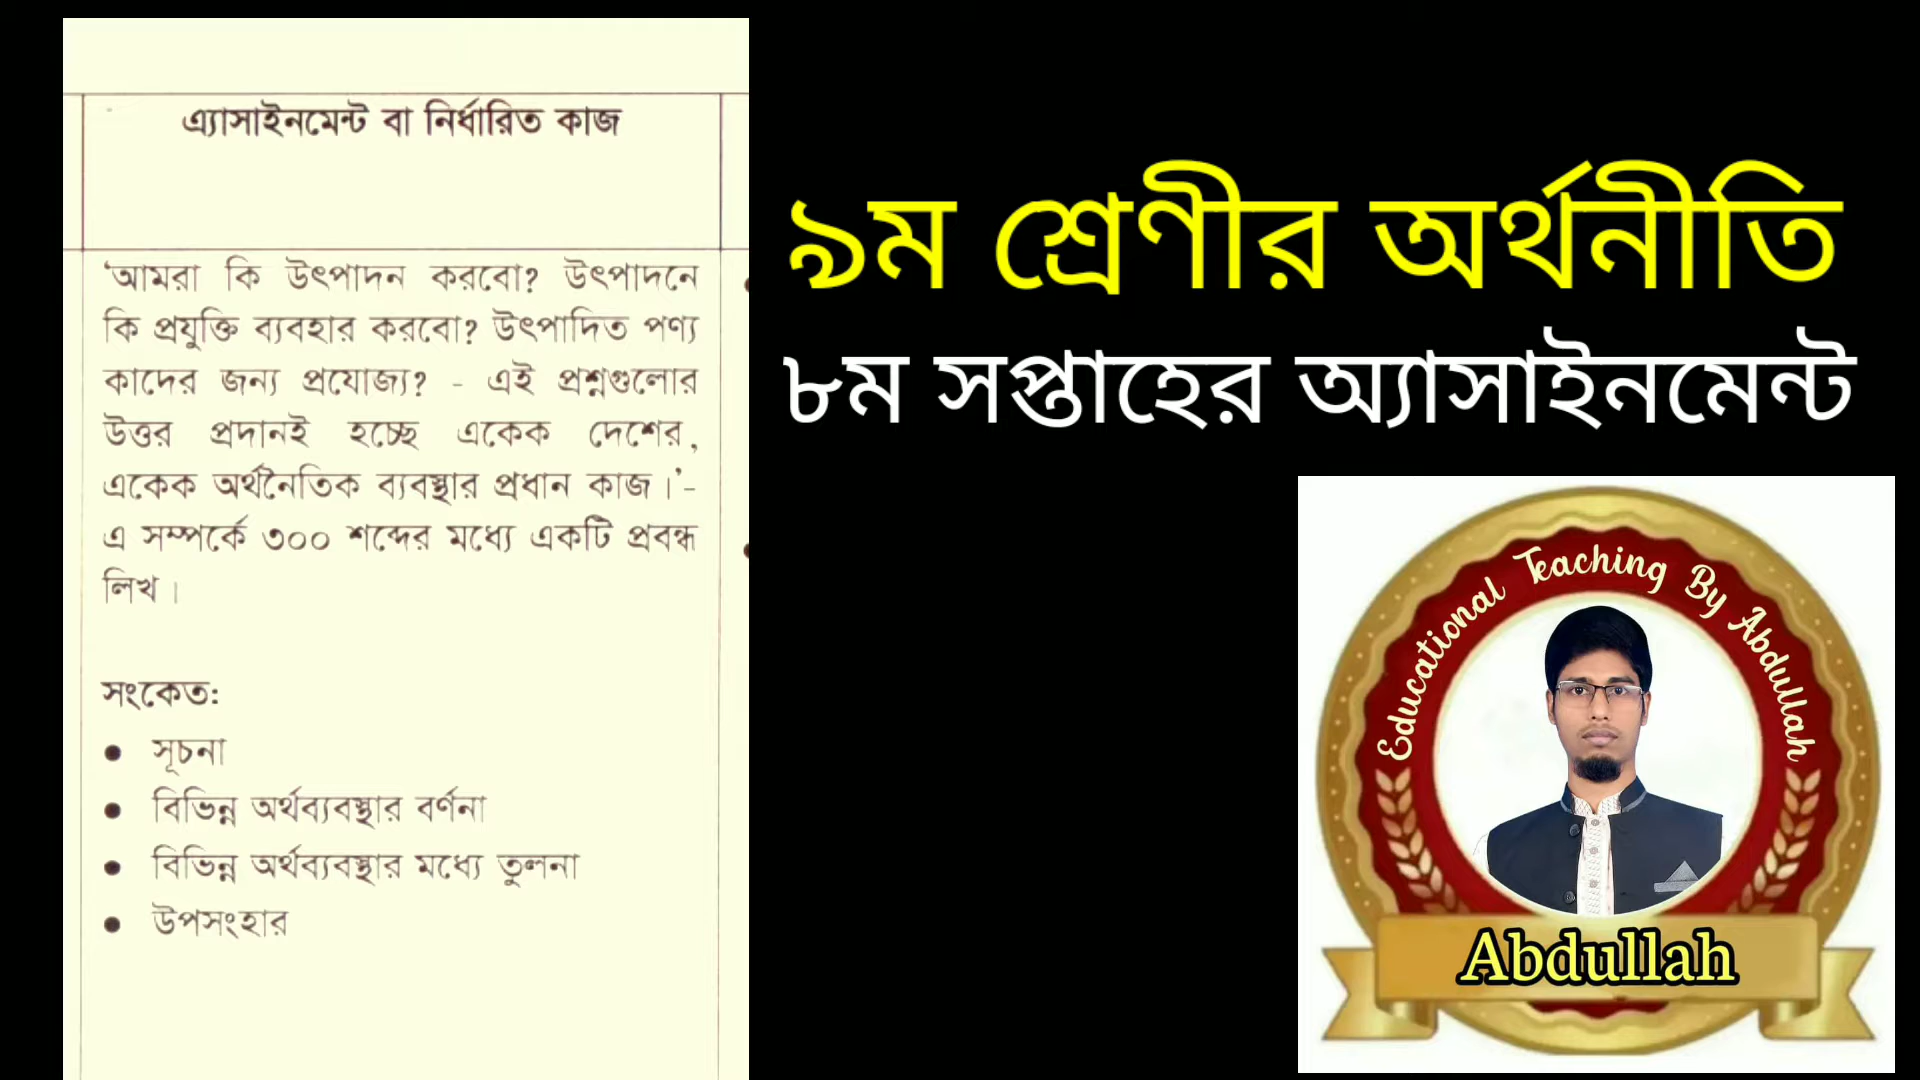 এ্যাসাইনমেন্ট বা নির্ধারিত কাজ
‘আমরা কি উৎপাদন করবো? উৎপাদনে
কি প্রযুক্তি ব্যবহার করবো? উৎপাদিত পণ্য
কাদের জন্য প্রযোজ্য? - এই প্রশ্নগুলোর
উত্তর প্রদানই হচ্ছে একেক দেশের,
একেক অর্থনৈতিক ব্যবস্থার প্রধান কাজ।’-
এ সম্পর্কে ৩০০ শব্দের মধ্যে একটি প্রবন্ধ
লিখ।
সংকেত:
• সূচনা
• বিভিন্ন অর্থব্যবস্থার বর্ণনা
• বিভিন্ন অর্থব্যবস্থার মধ্যে তুলনা
• উপসংহার
৯ম শ্রেণীর অর্থনীতি
৮ম সপ্তাহের অ্যাসাইনমেন্ট
Educational Teaching By Abdullah
Abdullah